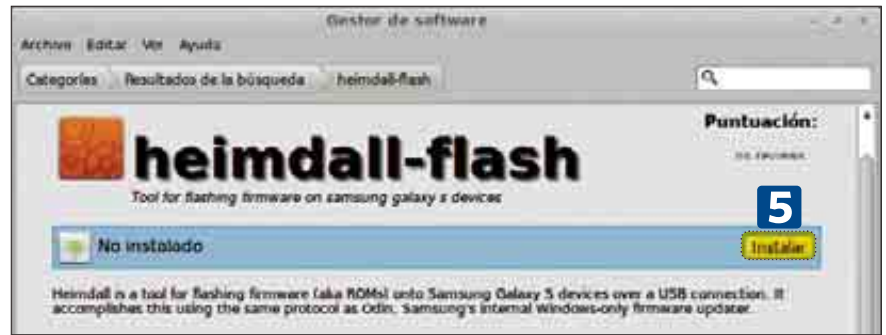 Gestor de software
Archivo Editar Ver Ayuda
Categorías Resultados de la búsqueda heimdall-flash
Puntuación:
heimdall-flash
Tool for flashing firmware on samsung galaxy s devices
5
No instalado
Instalar
Heimdall is a tool for flashing firmware (aka ROMs) onto Samsung Galaxy S devices over a USB connection. It
accomplishes this using the same protocol as Odin, Samsung's internal Windows-only firmware updater.